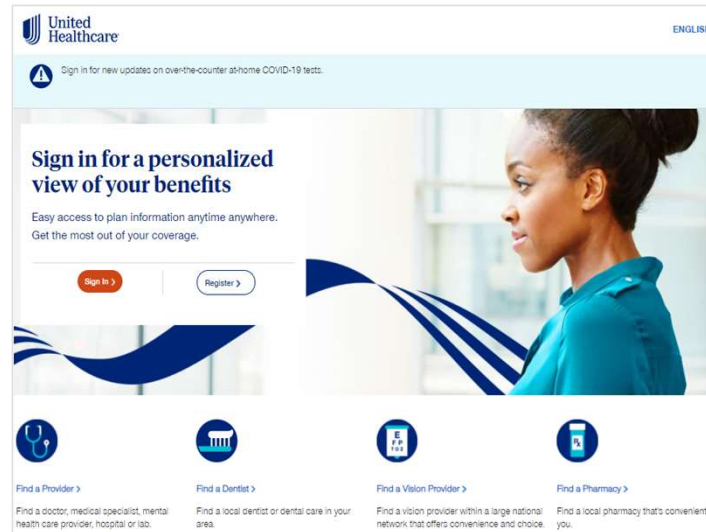 United
Healthcare
ENGLISH
Sign in for new updates on over-the-counter at-home COVID-19 tests.
Sign in for a personalized
view of your benefits
Easy access to plan information anytime anywhere.
Get the most out of your coverage.
Sign In >
Register >
E
F P
T O Z
Find a Provider >
Find a Dentist >
Find a Vision Provider >
Find a Pharmacy >
Find a doctor, medical specialist, mental
health care provider, hospital or lab.
Find a local dentist or dental care in your
area.
Find a vision provider within a large national
network that offers convenience and choice.
Find a local pharmacy that's convenient
you.